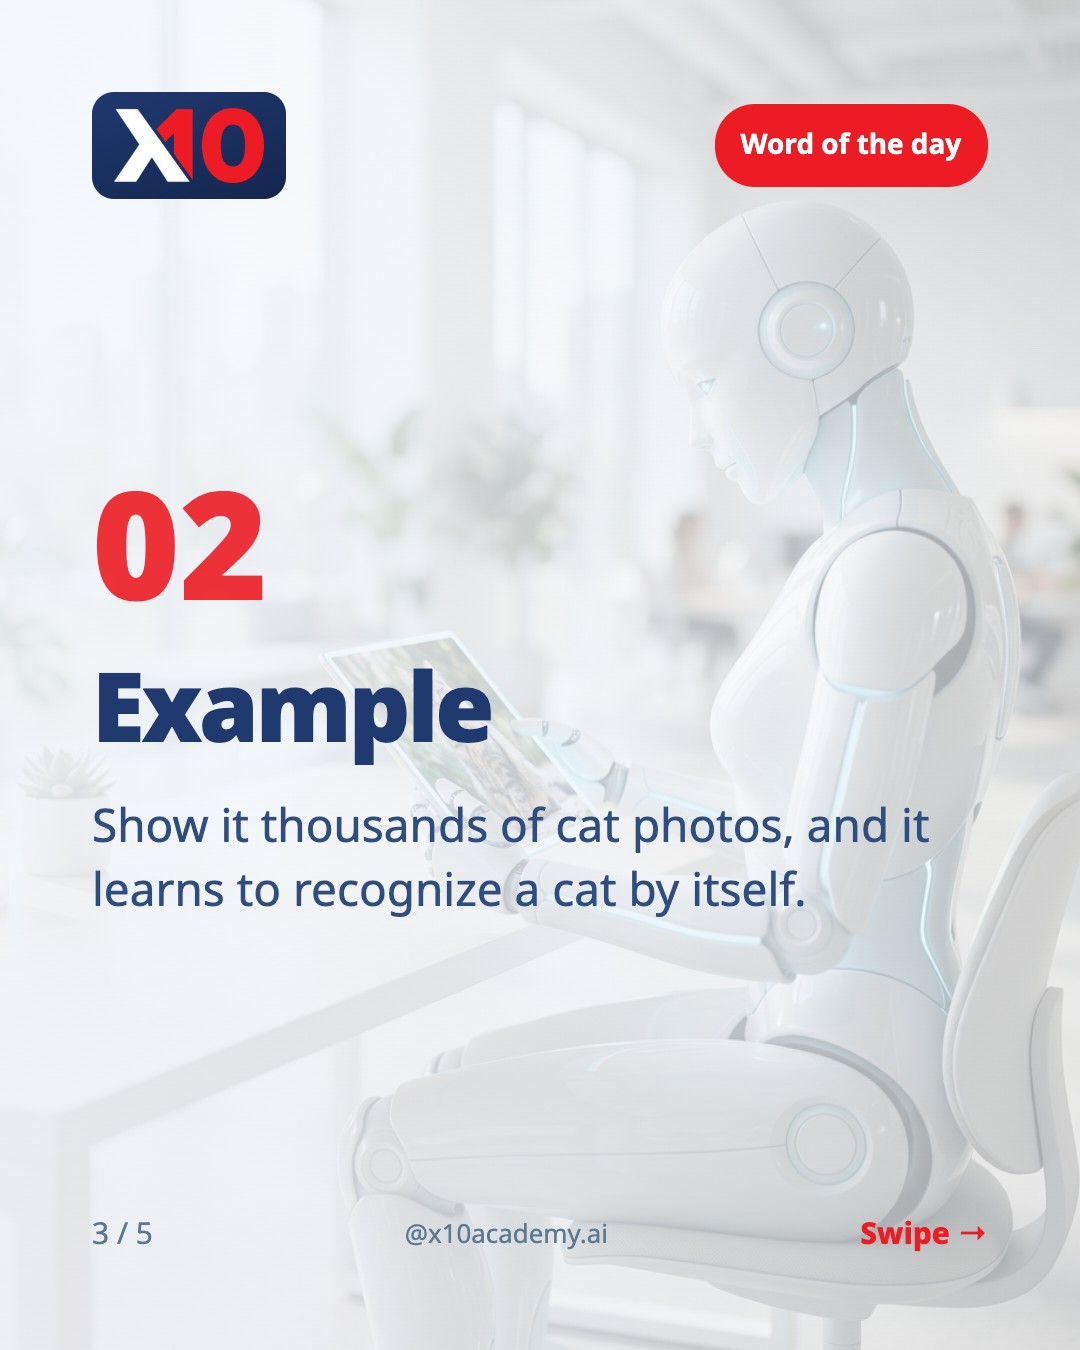 X10
Word of the day
02
Example
Show it thousands of cat photos, and it
learns to recognize a cat by itself.
3 / 5
@x10academy.ai
Swipe →